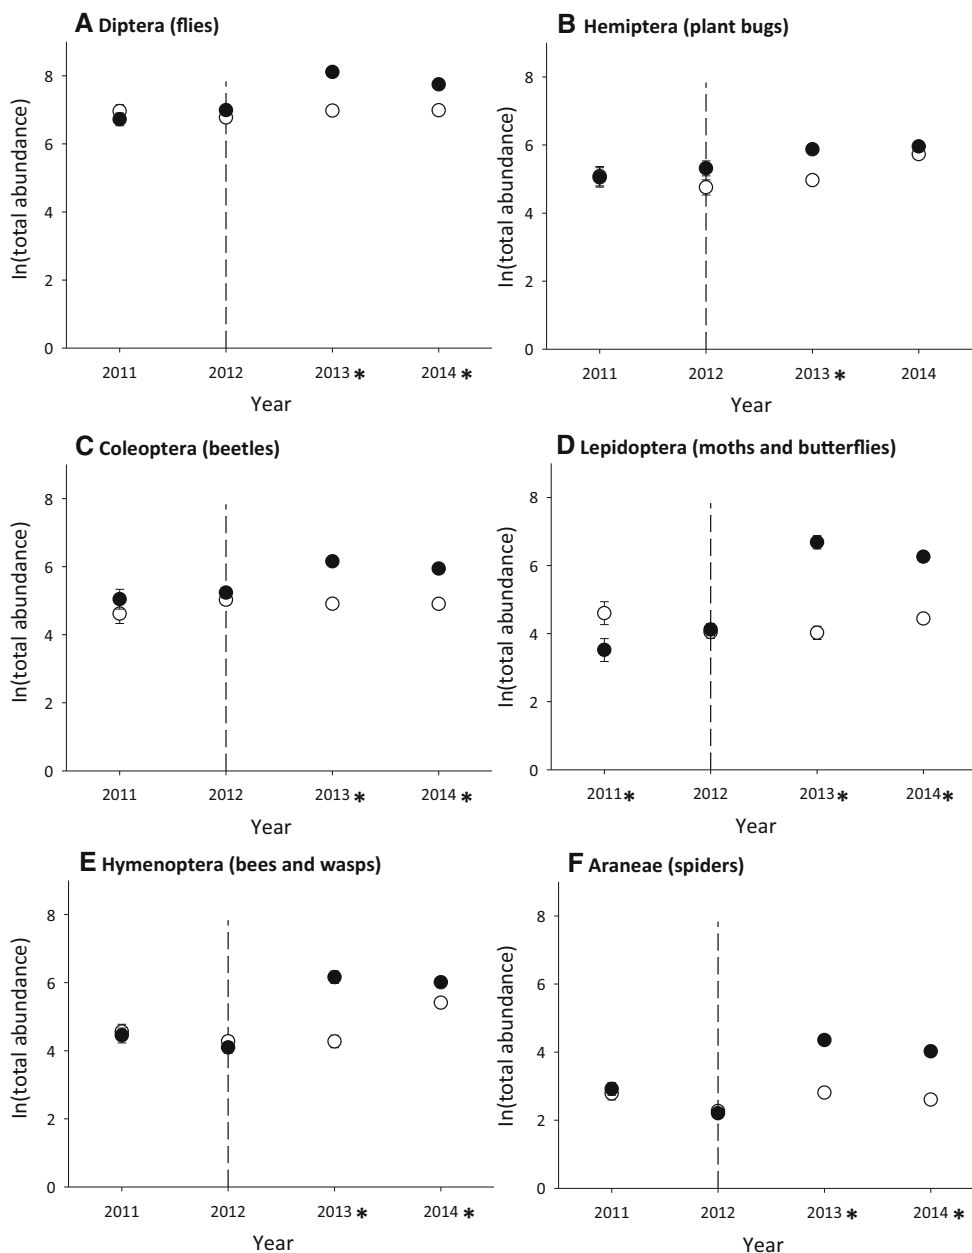 A Diptera (flies)
ln(total abundance)
8
6
4
2
0
2011 2012 2013 * 2014 *
Year
B Hemiptera (plant bugs)
ln(total abundance)
8
6
4
2
0
2011 2012 2013 * 2014
Year
C Coleoptera (beetles)
ln(total abundance)
8
6
4
2
0
2011 2012 2013 * 2014 *
Year
D Lepidoptera (moths and butterflies)
ln(total abundance)
8
6
4
2
0
2011 * 2012 2013 * 2014 *
Year
E Hymenoptera (bees and wasps)
ln(total abundance)
8
6
4
2
0
2011 2012 2013 * 2014 *
Year
F Araneae (spiders)
ln(total abundance)
8
6
4
2
0
2011 2012 2013 * 2014 *
Year